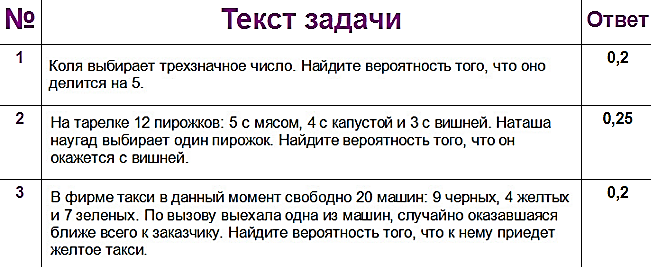 № Текст задачи Ответ
1 Коля выбирает трехзначное число. Найдите вероятность того, что оно 0,2
делится на 5.
2 На тарелке 12 пирожков: 5 с мясом, 4 с капустой и 3 с вишней. Наташа 0,25
наугад выбирает один пирожок. Найдите вероятность того, что он
окажется с вишней.
3 В фирме такси в данный момент свободно 20 машин: 9 черных, 4 желтых 0,2
и 7 зеленых. По вызову выехала одна из машин, случайно оказавшаяся
ближе всего к заказчику. Найдите вероятность того, что к нему приедет
желтое такси.